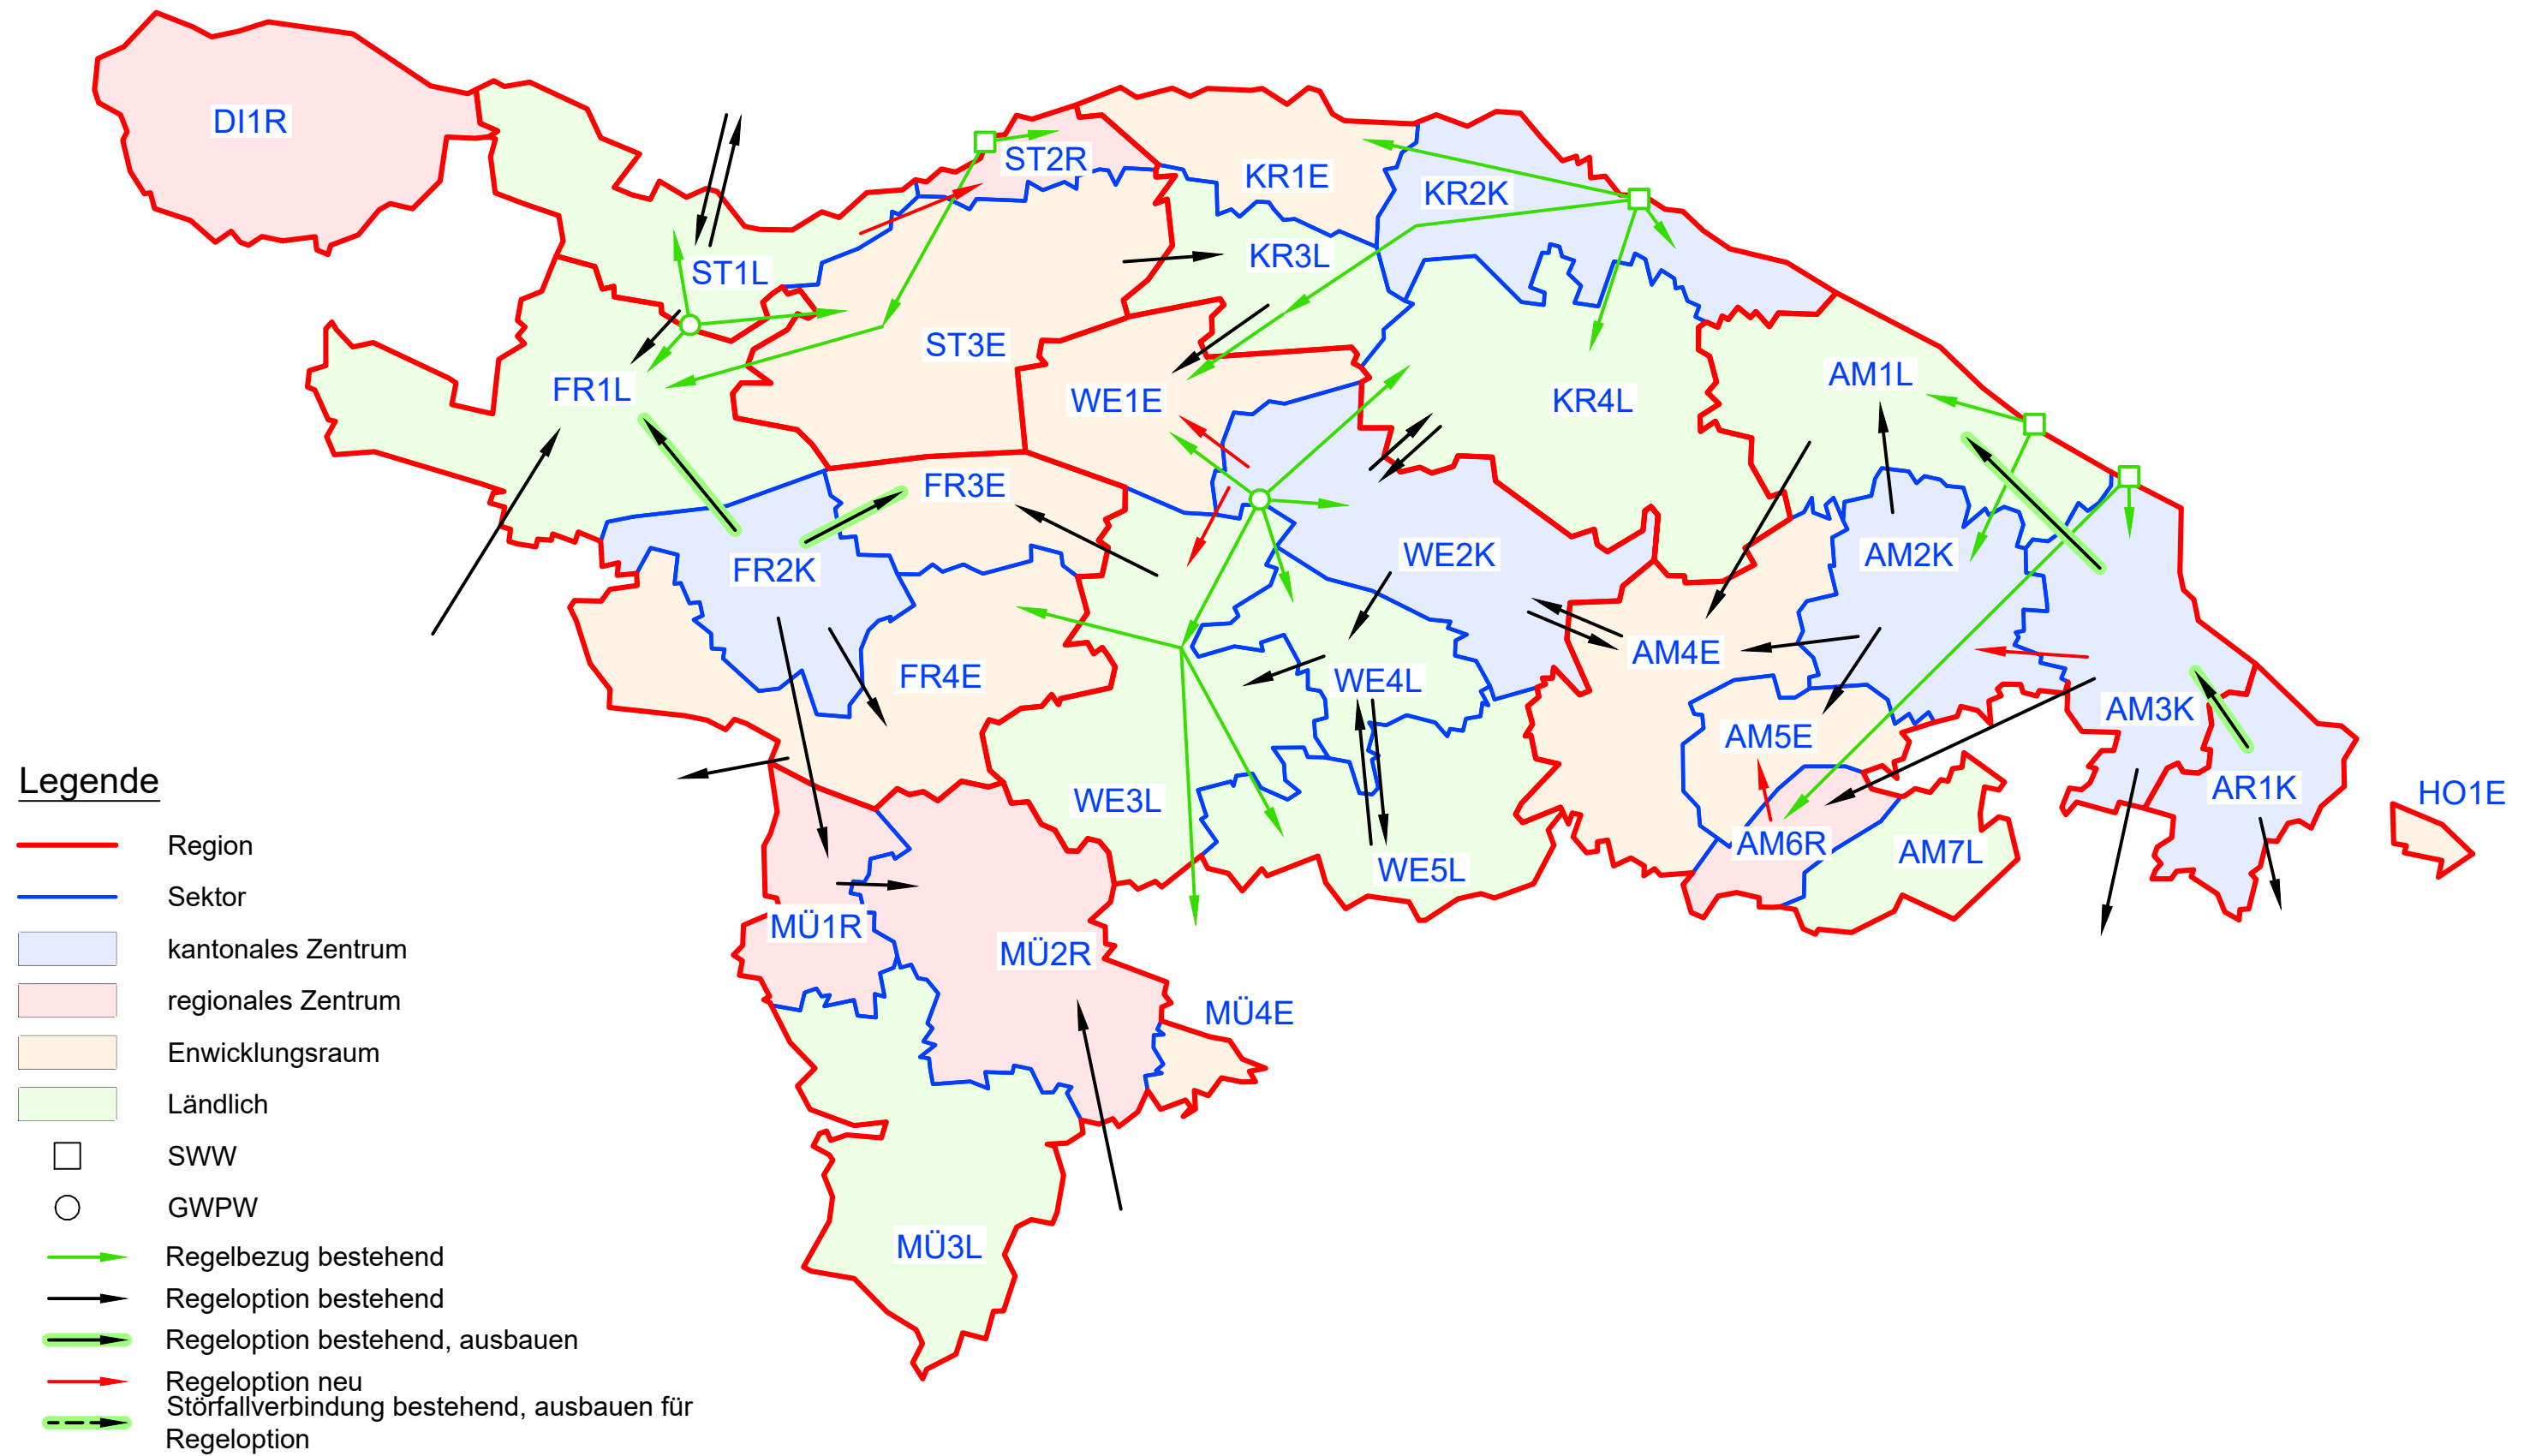 DI1R
ST2R
KR1E
KR2K
KR3L
ST1L
ST3E
AM1L
FR1L
WE1E
KR4L
FR3E
WE2K
AM2K
FR2K
AM4E
FR4E
WE4L
AM3K
AM5E
AR1K
HO1E
WE3L
AM6R
AM7L
WE5L
MÜ1R
MÜ2R
MÜ4E
MÜ3L
Legende
Region
Sektor
kantonales Zentrum
regionales Zentrum
Enwicklungsraum
Ländlich
SWW
GWPW
Regelbezug bestehend
Regeloption bestehend
Regeloption bestehend, ausbauen
Regeloption neu
Störfallverbindung bestehend, ausbauen für
Regeloption